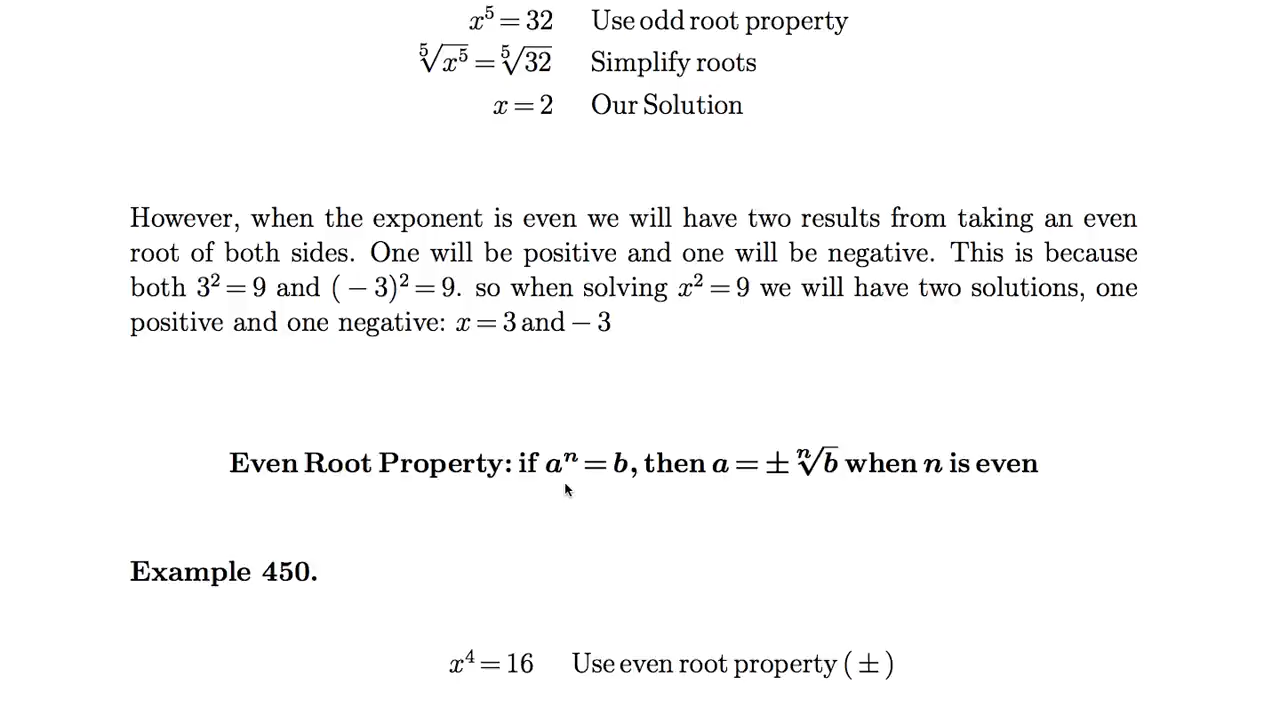 x⁵ = 32 Use odd root property
⁵√x⁵ = ⁵√32 Simplify roots
x = 2 Our Solution
However, when the exponent is even we will have two results from taking an even
root of both sides. One will be positive and one will be negative. This is because
both 3² = 9 and (−3)² = 9. so when solving x² = 9 we will have two solutions, one
positive and one negative: x = 3 and −3
Even Root Property: if aⁿ = b, then a = ± ⁿ√b when n is even
Example 450.
x⁴ = 16 Use even root property (±)